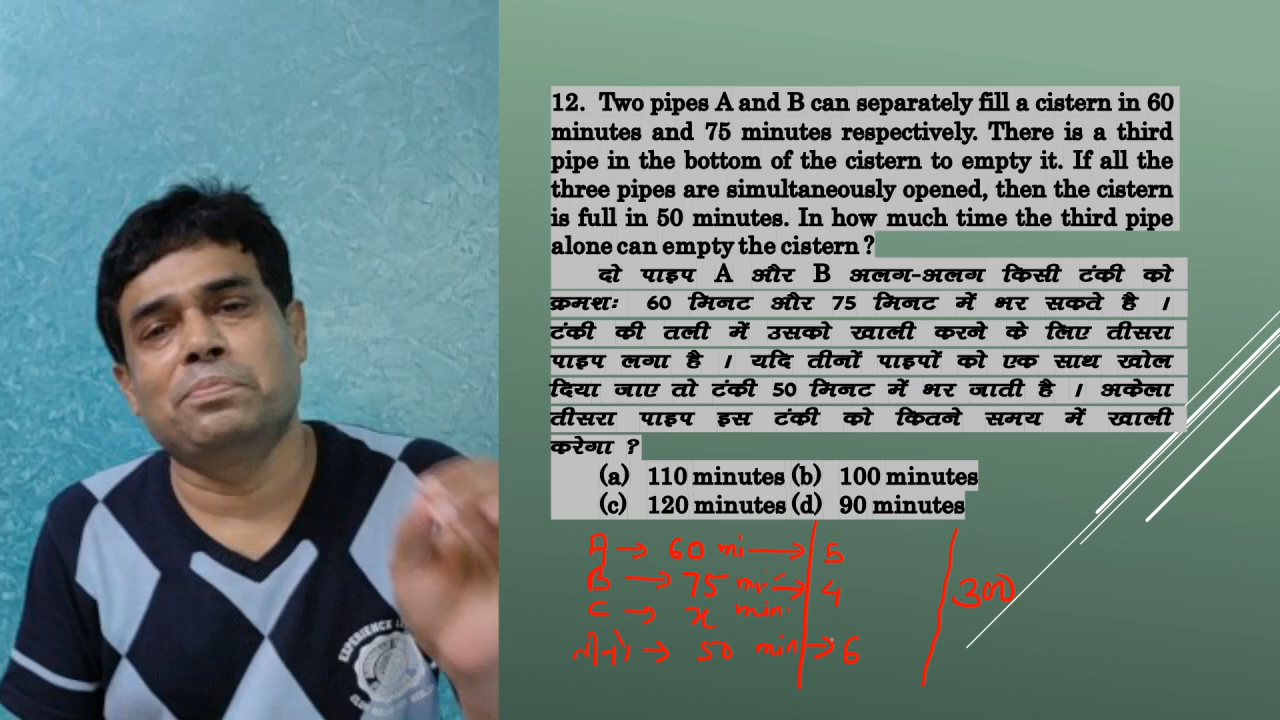 12. Two pipes A and B can separately fill a cistern in 60
minutes and 75 minutes respectively. There is a third
pipe in the bottom of the cistern to empty it. If all the
three pipes are simultaneously opened, then the cistern
is full in 50 minutes. In how much time the third pipe
alone can empty the cistern ?
दो पाइप A और B अलग-अलग किसी टंकी को
क्रमशः 60 मिनट और 75 मिनट में भर सकते है ।
टंकी की तली में उसको खाली करने के लिए तीसरा
पाइप लगा है । यदि तीनों पाइपों को एक साथ खोल
दिया जाए तो टंकी 50 मिनट में भर जाती है । अकेला
तीसरा पाइप इस टंकी को कितने समय में खाली
करेगा ?
(a) 110 minutes (b) 100 minutes
(c) 120 minutes (d) 90 minutes
A → 60 mi → 5
B → 75 min → 4
C → x min.
300
तीनो → 50 min → 6
EXPERIENCE